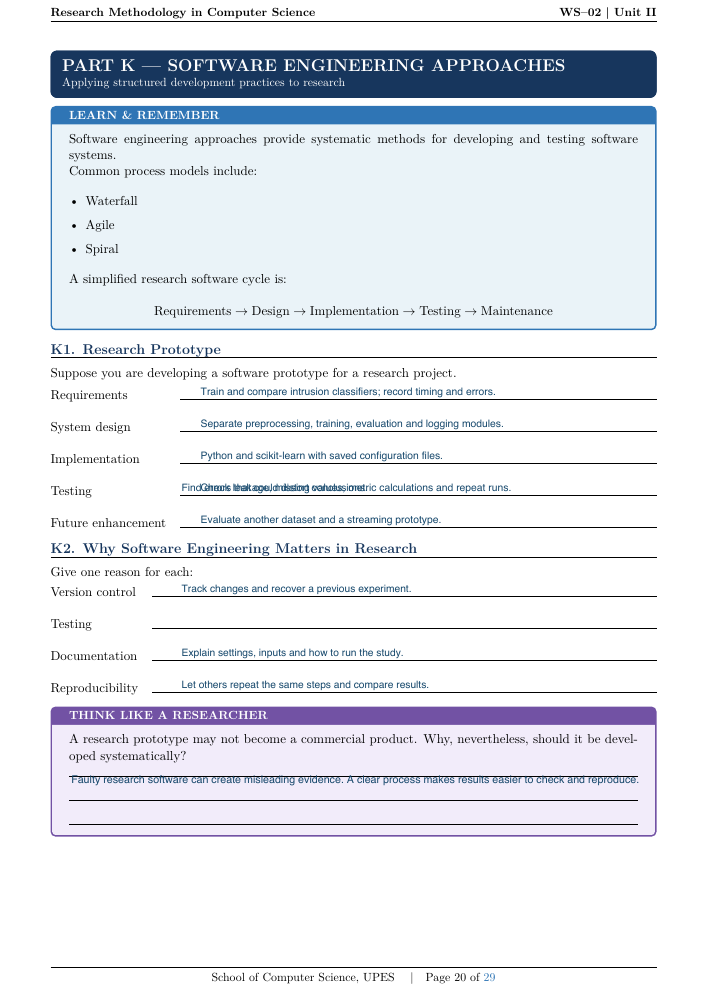 Research Methodology in Computer Science WS–02 | Unit II
PART K — SOFTWARE ENGINEERING APPROACHES
Applying structured development practices to research
LEARN & REMEMBER
Software engineering approaches provide systematic methods for developing and testing software
systems.
Common process models include:
• Waterfall
• Agile
• Spiral
A simplified research software cycle is:
Requirements → Design → Implementation → Testing → Maintenance
K1. Research Prototype
Suppose you are developing a software prototype for a research project.
Requirements Train and compare intrusion classifiers; record timing and errors.
System design Separate preprocessing, training, evaluation and logging modules.
Implementation Python and scikit-learn with saved configuration files.
Testing metric calculations and repeat runs.
Future enhancement Evaluate another dataset and a streaming prototype.
K2. Why Software Engineering Matters in Research
Give one reason for each:
Version control Track changes and recover a previous experiment.
Testing
Documentation Explain settings, inputs and how to run the study.
Reproducibility Let others repeat the same steps and compare results.
THINK LIKE A RESEARCHER
A research prototype may not become a commercial product. Why, nevertheless, should it be devel-
oped systematically?
Faulty research software can create misleading evidence. A clear process makes results easier to check and reproduce.
School of Computer Science, UPES | Page 20 of 29